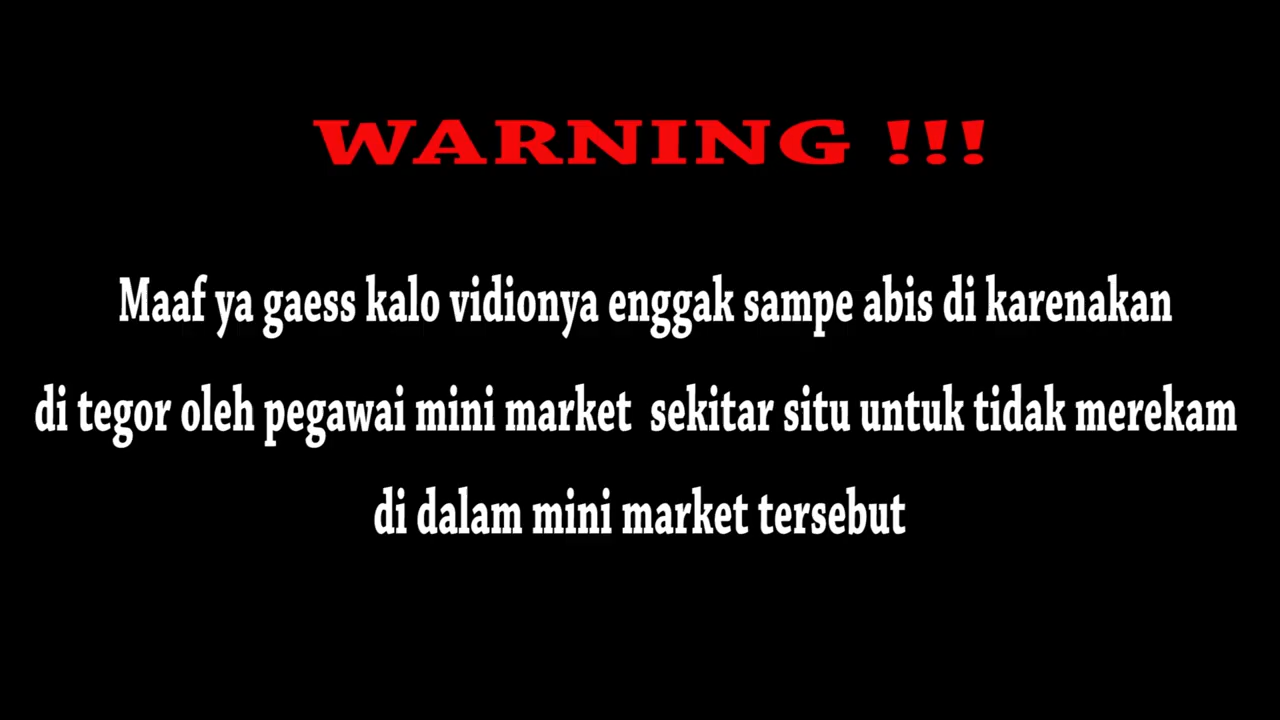 WARNING !!!
Maaf ya gaess kalo vidionya enggak sampe abis di karenakan
di tegor oleh pegawai mini market sekitar situ untuk tidak merekam
di dalam mini market tersebut